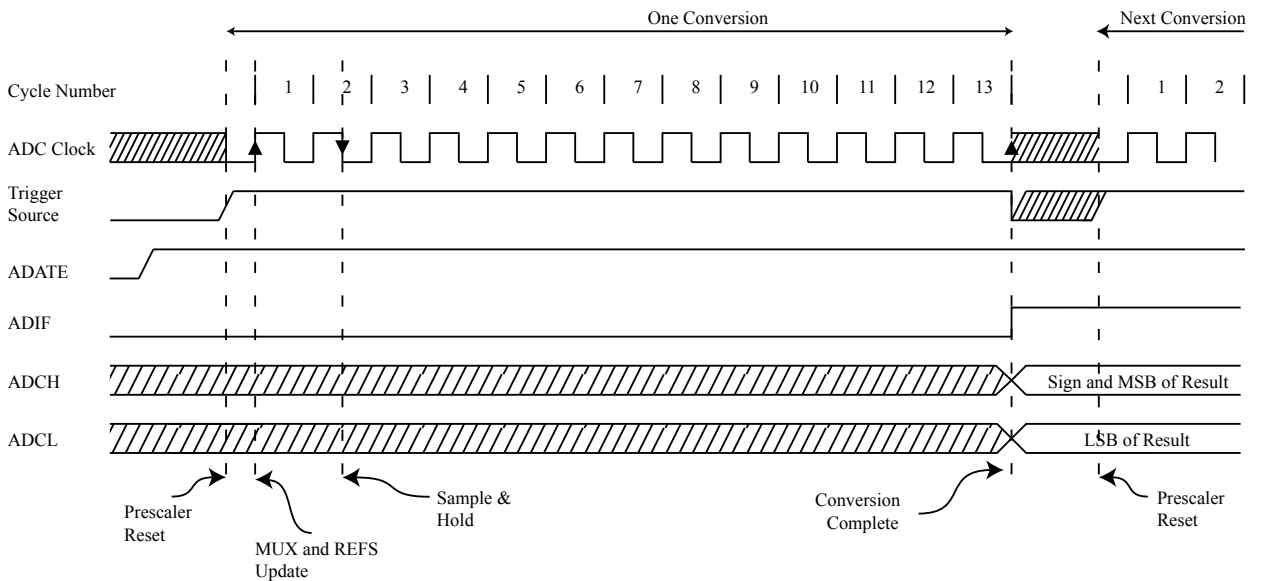 One Conversion
Next Conversion
Cycle Number
1 2 3 4 5 6 7 8 9 10 11 12 13 1 2
ADC Clock
Trigger
Source
ADATE
ADIF
ADCH
Sign and MSB of Result
ADCL
LSB of Result
Prescaler
Reset
MUX and REFS
Update
Sample &
Hold
Conversion
Complete
Prescaler
Reset